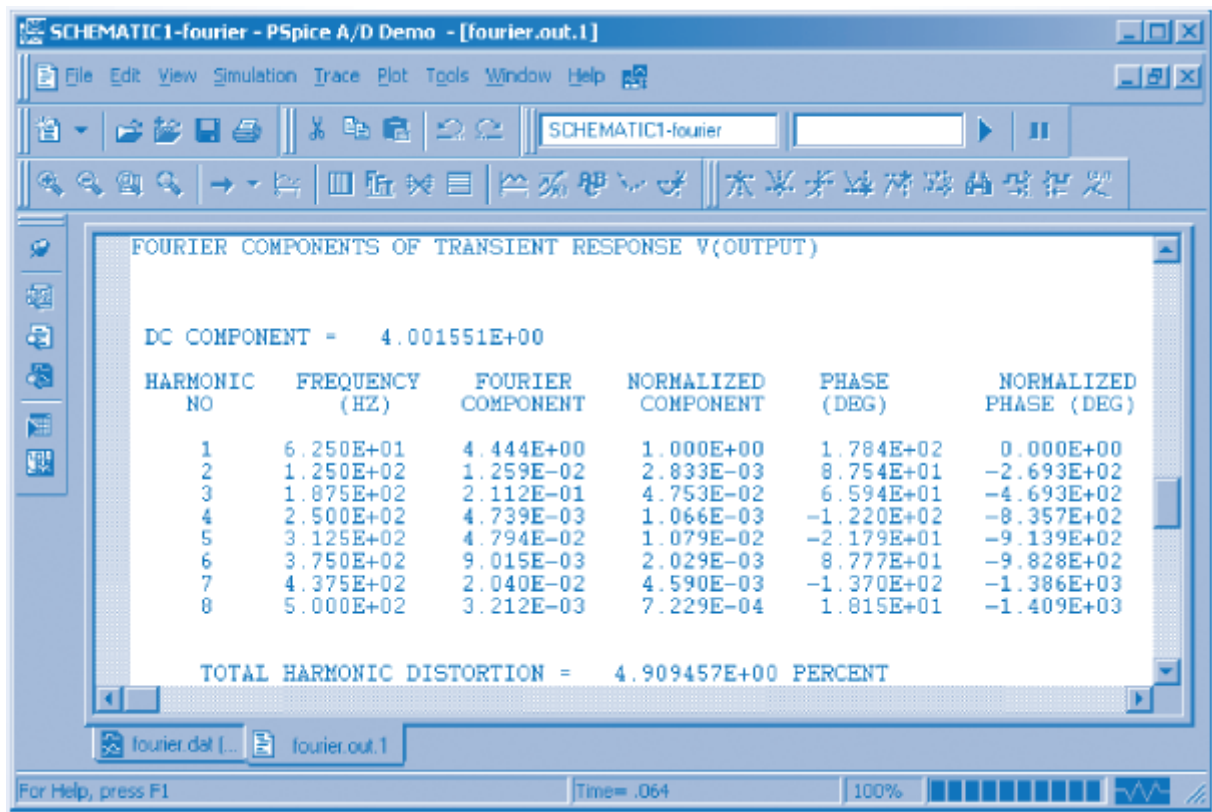 SCHEMATIC1-fourier - PSpice A/D Demo - [fourier.out.1]
File Edit View Simulation Trace Plot Tools Window Help
SCHEMATIC1-fourier
FOURIER COMPONENTS OF TRANSIENT RESPONSE V(OUTPUT)
DC COMPONENT = 4.001551E+00
HARMONIC FREQUENCY FOURIER NORMALIZED PHASE NORMALIZED
NO (HZ) COMPONENT COMPONENT (DEG) PHASE (DEG)
1 6.250E+01 4.444E+00 1.000E+00 1.784E+02 0.000E+00
2 1.250E+02 1.259E-02 2.833E-03 8.754E+01 -2.693E+02
3 1.875E+02 2.112E-01 4.753E-02 6.594E+01 -4.693E+02
4 2.500E+02 4.739E-03 1.066E-03 -1.220E+02 -8.357E+02
5 3.125E+02 4.794E-02 1.079E-02 -2.179E+01 -9.139E+02
6 3.750E+02 9.015E-03 2.029E-03 8.777E+01 -9.828E+02
7 4.375E+02 2.040E-02 4.590E-03 -1.370E+02 -1.386E+03
8 5.000E+02 3.212E-03 7.229E-04 1.815E+01 -1.409E+03
TOTAL HARMONIC DISTORTION = 4.909457E+00 PERCENT
fourier.dat (... fourier.out.1
For Help, press F1 Time= .064 100%